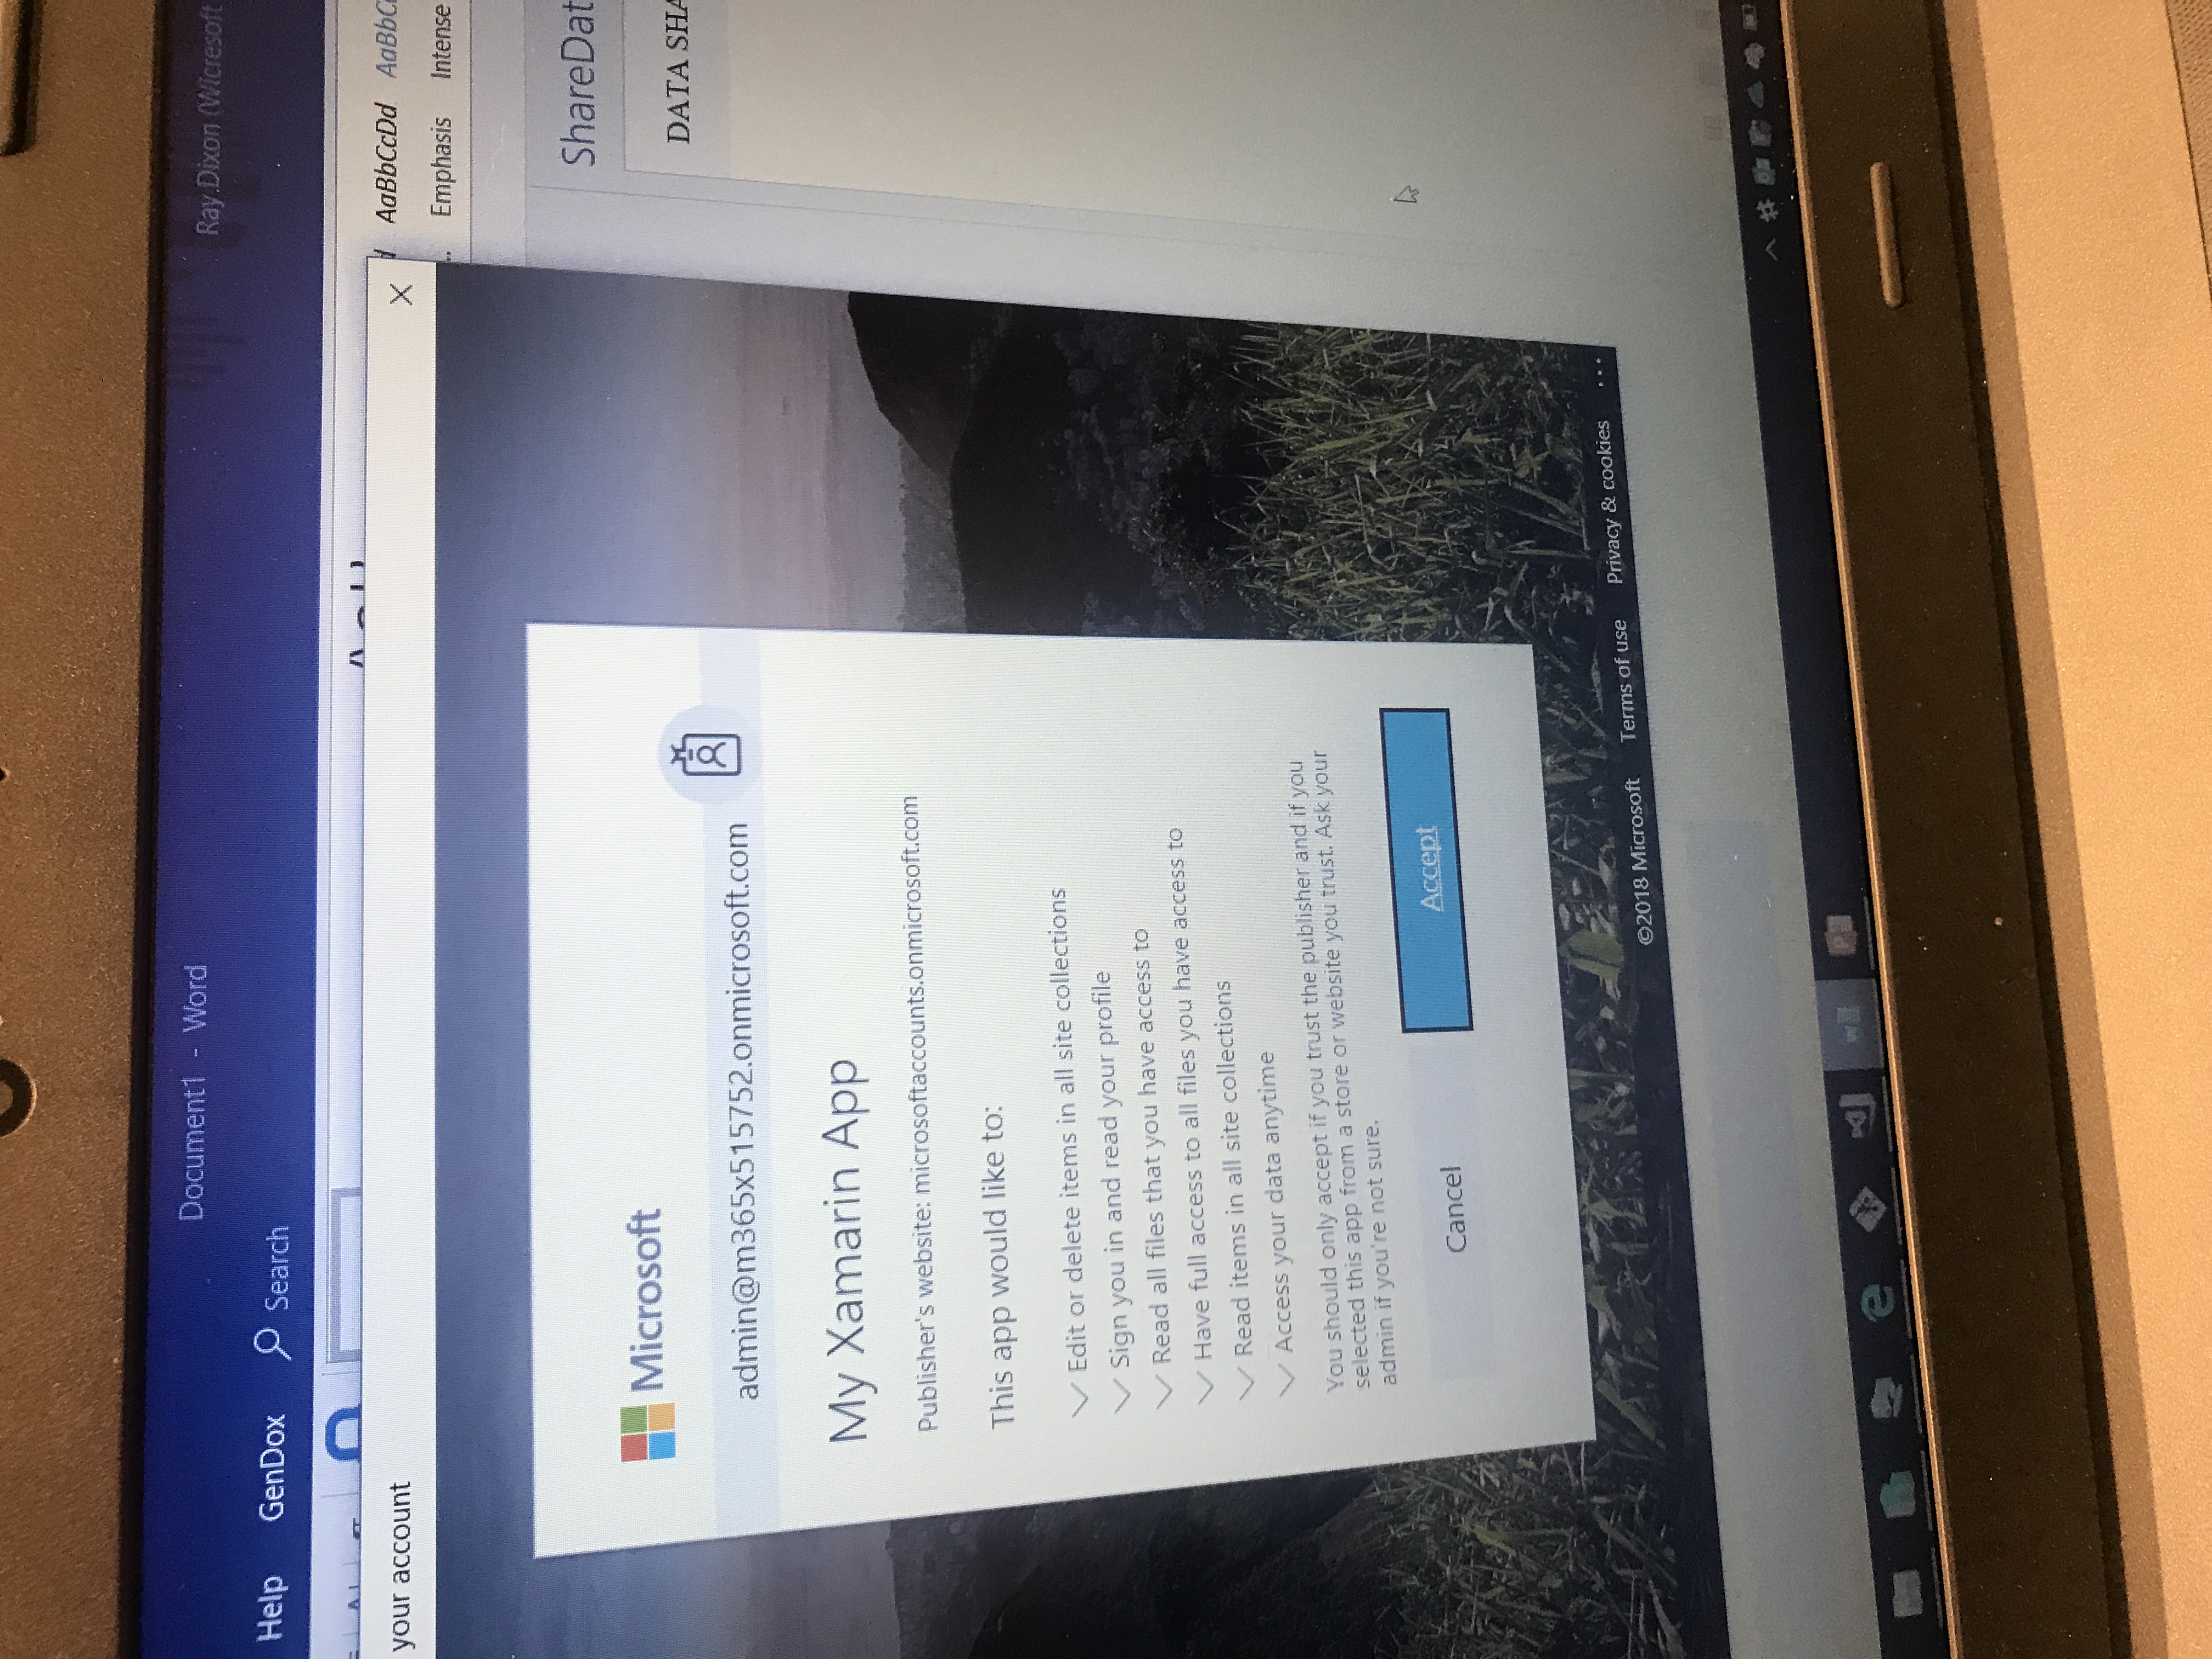 Document1 - Word
Ray.Dixon (Wicresoft
Help GenDox Search
your account
AaBbCcDd AaBbC
Emphasis Intense
ShareDat
DATA SHA
Microsoft
admin@m365x515752.onmicrosoft.com
My Xamarin App
Publisher's website: microsoftaccounts.onmicrosoft.com
This app would like to:
Edit or delete items in all site collections
Sign you in and read your profile
Read all files that you have access to
Have full access to all files you have access to
Read items in all site collections
Access your data anytime
You should only accept if you trust the publisher and if you
selected this app from a store or website you trust. Ask your
admin if you're not sure.
Cancel Accept
©2018 Microsoft Terms of use Privacy & cookies ...